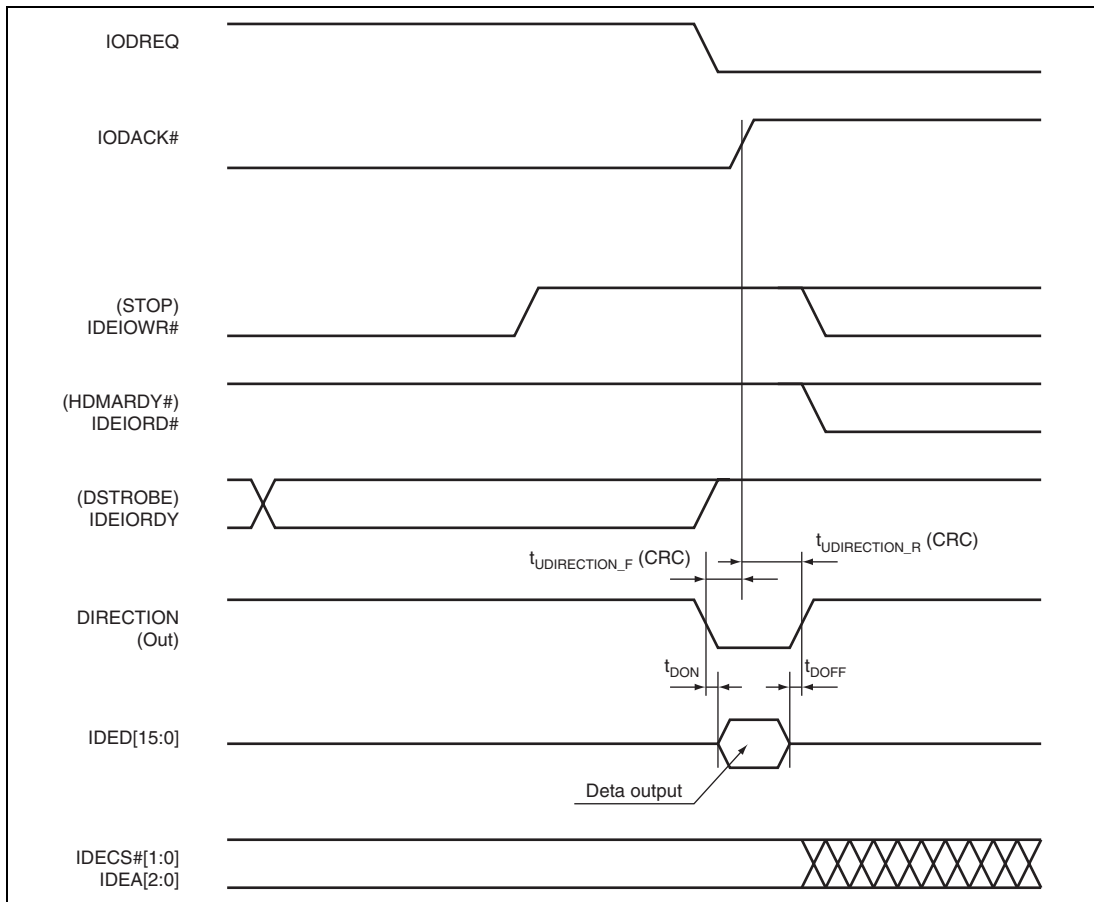 IODREQ
IODACK#
(STOP)
IDEIOWR#
(HDMARDY#)
IDEIORD#
(DSTROBE)
IDEIORDY
tUDIRECTION_F (CRC)
tUDIRECTION_R (CRC)
DIRECTION
(Out)
tDON
tDOFF
IDED[15:0]
Deta output
IDECS#[1:0]
IDEA[2:0]